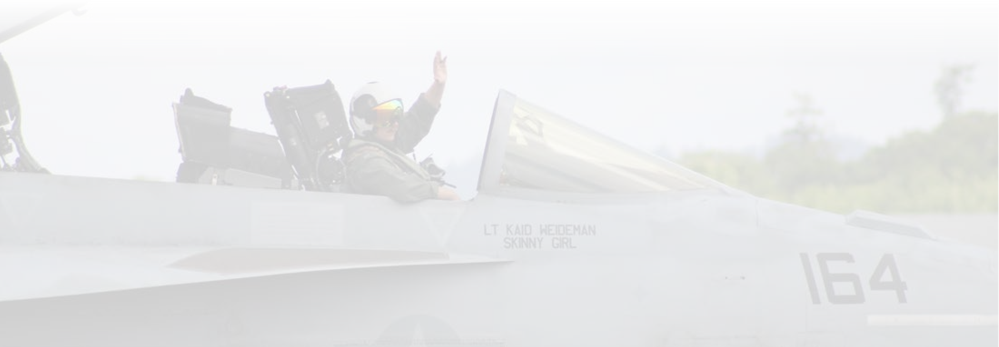 LT KAID WEIDEMAN
SKINNY GIRL
164